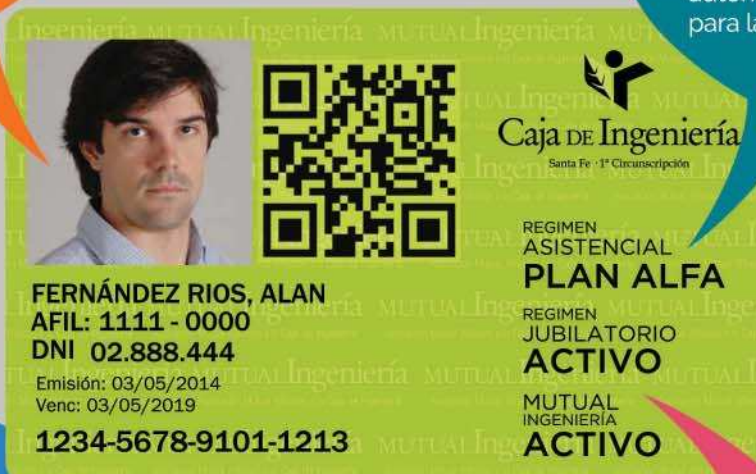 para la
Caja DE Ingeniería
Santa Fe · 1ª Circunscripción
REGIMEN
ASISTENCIAL
PLAN ALFA
REGIMEN
JUBILATORIO
ACTIVO
MUTUAL
INGENIERÍA
ACTIVO
FERNÁNDEZ RIOS, ALAN
AFIL: 1111 - 0000
DNI 02.888.444
Emisión: 03/05/2014
Venc: 03/05/2019
1234-5678-9101-1213